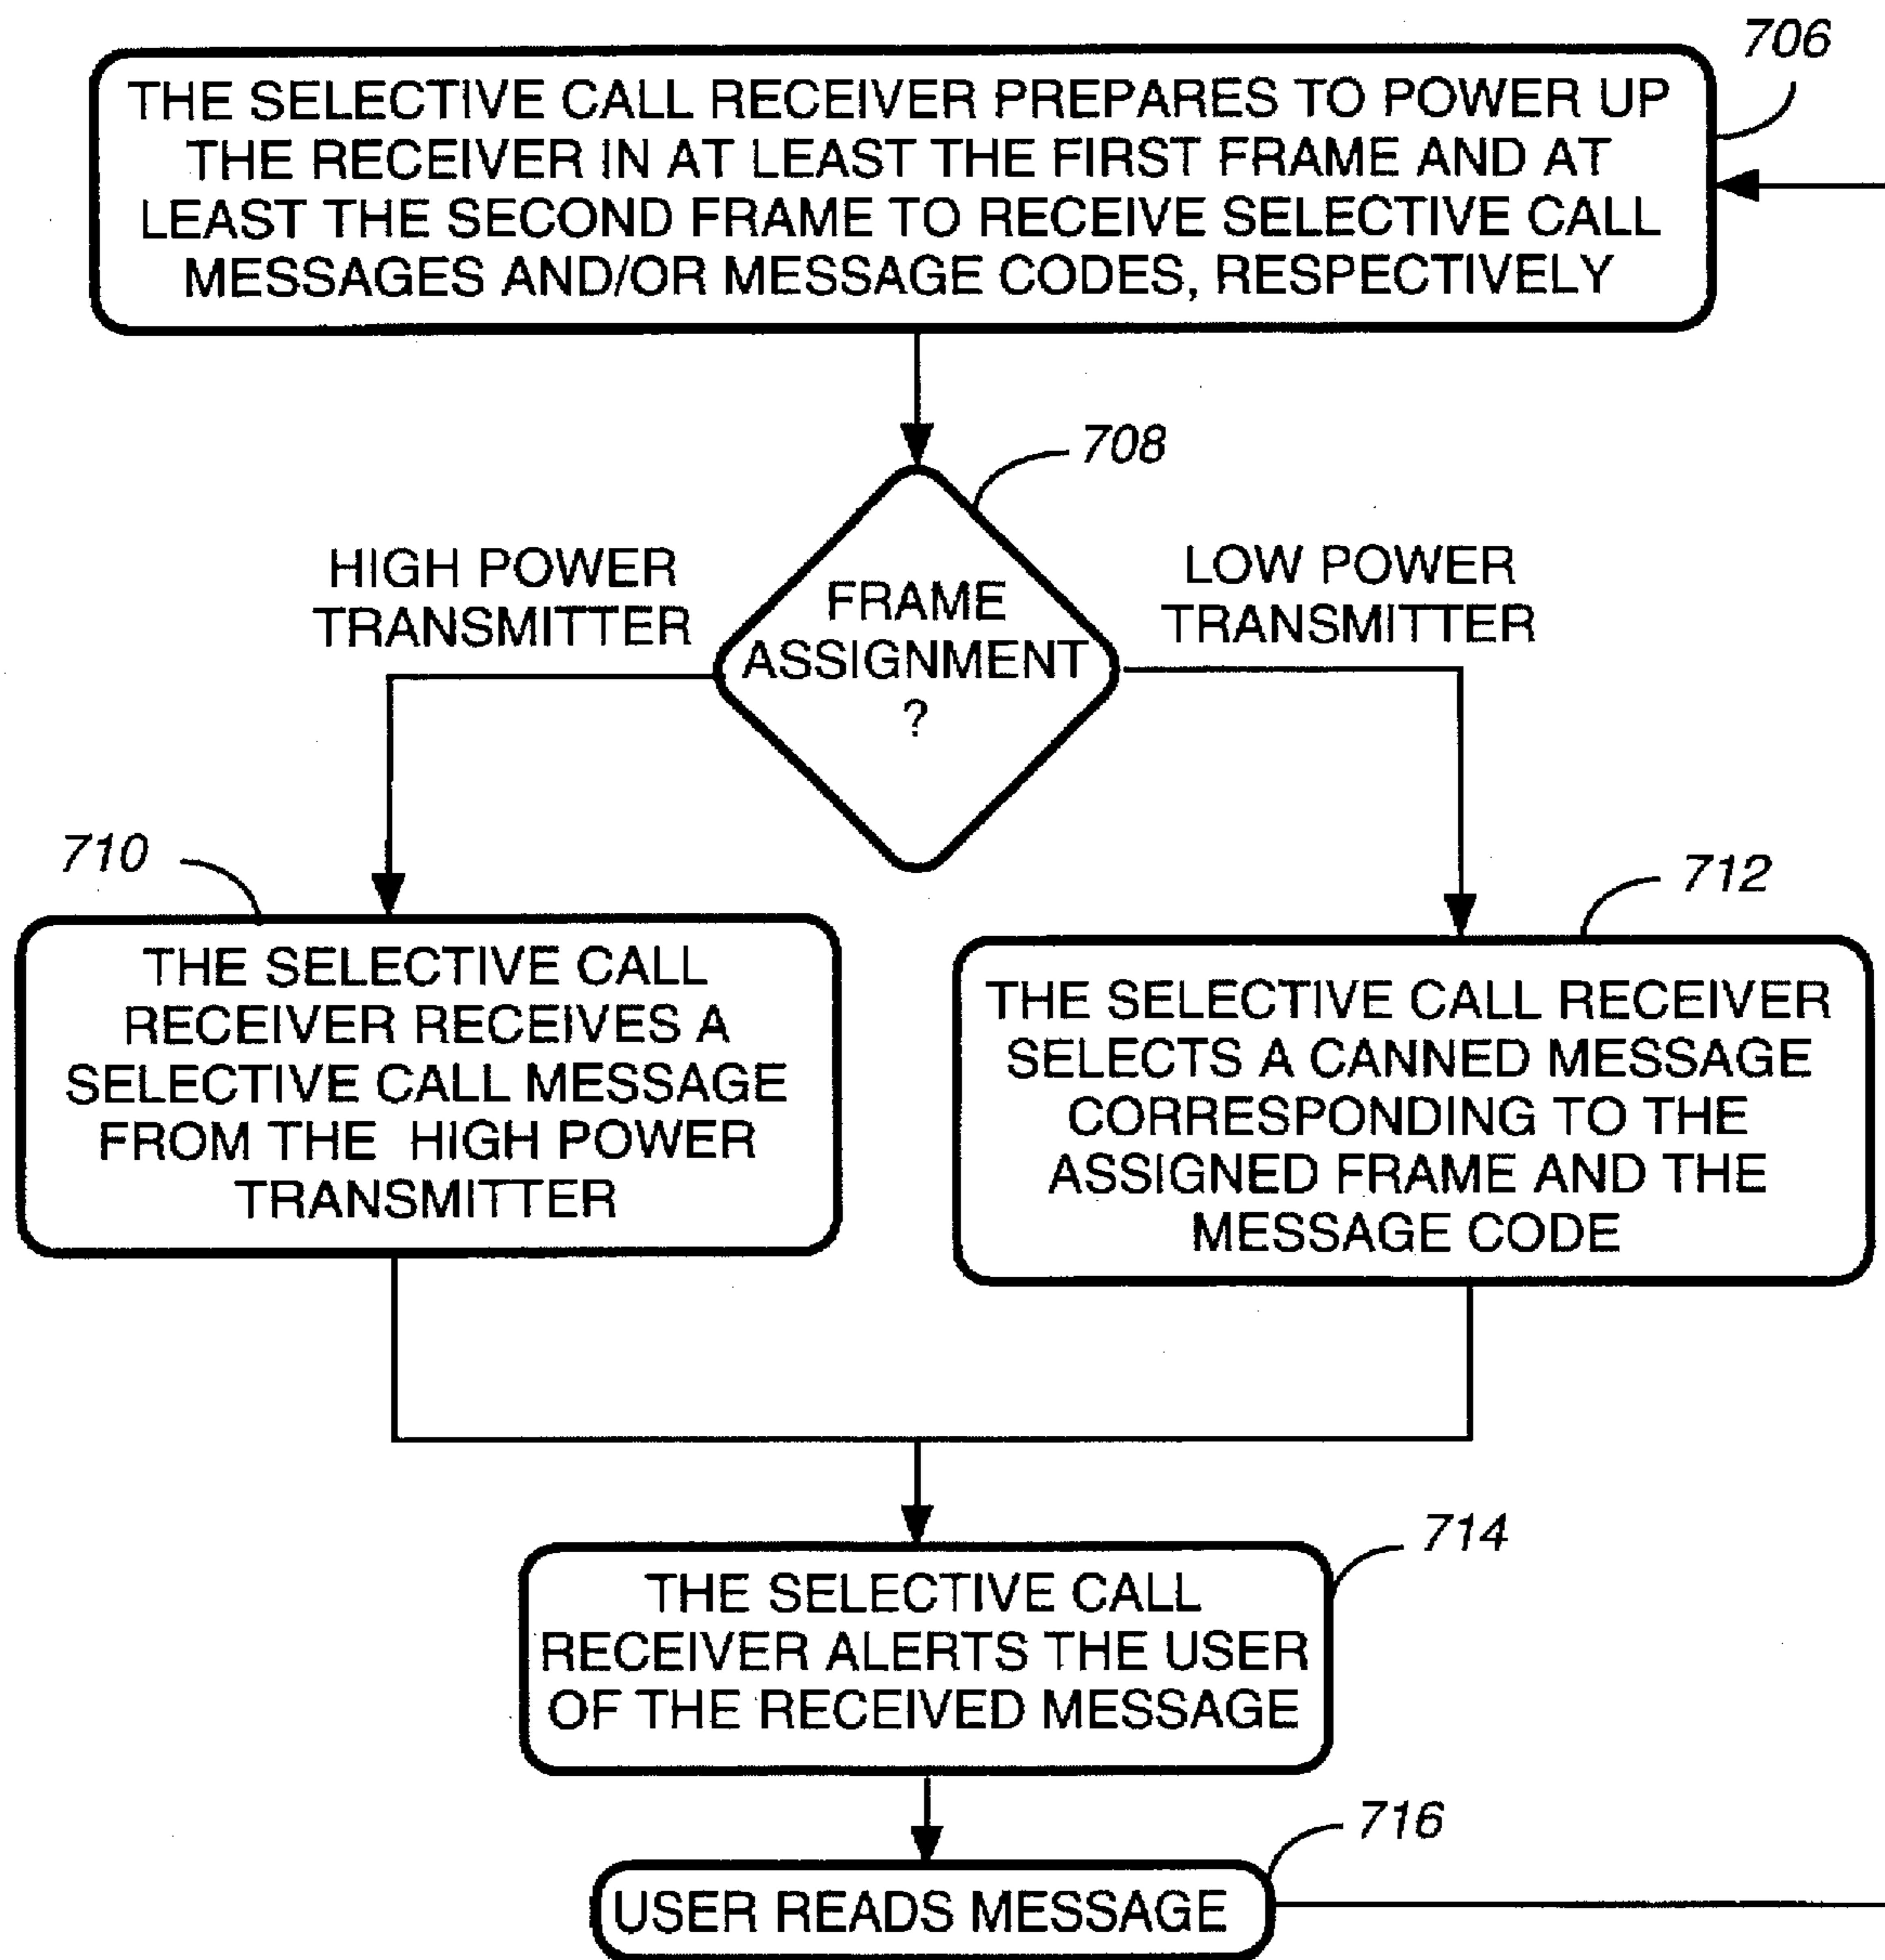 706
THE SELECTIVE CALL RECEIVER PREPARES TO POWER UP
THE RECEIVER IN AT LEAST THE FIRST FRAME AND AT
LEAST THE SECOND FRAME TO RECEIVE SELECTIVE CALL
MESSAGES AND/OR MESSAGE CODES, RESPECTIVELY
708
HIGH POWER
TRANSMITTER
FRAME
ASSIGNMENT
?
LOW POWER
TRANSMITTER
710
THE SELECTIVE CALL
RECEIVER RECEIVES A
SELECTIVE CALL MESSAGE
FROM THE HIGH POWER
TRANSMITTER
712
THE SELECTIVE CALL RECEIVER
SELECTS A CANNED MESSAGE
CORRESPONDING TO THE
ASSIGNED FRAME AND THE
MESSAGE CODE
714
THE SELECTIVE CALL
RECEIVER ALERTS THE USER
OF THE RECEIVED MESSAGE
716
USER READS MESSAGE